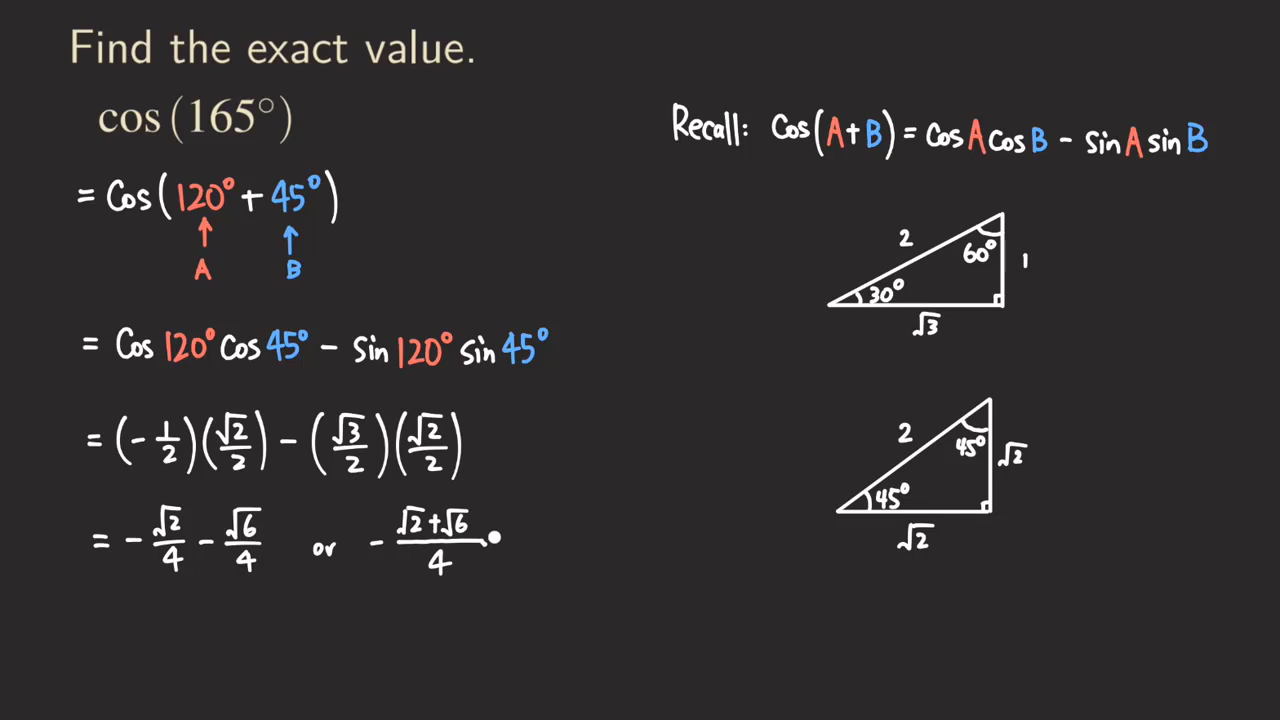 Find the exact value.
cos (165°)
= Cos(120° + 45°)
A B
= Cos 120° Cos 45° - sin 120° sin 45°
= (-1/2)(√2/2) - (√3/2)(√2/2)
= -√2/4 - √6/4 or -(√2+√6)/4
Recall: Cos(A+B) = Cos A Cos B - sin A sin B
2
60°
1
30°
√3
2
45°
√2
45°
√2